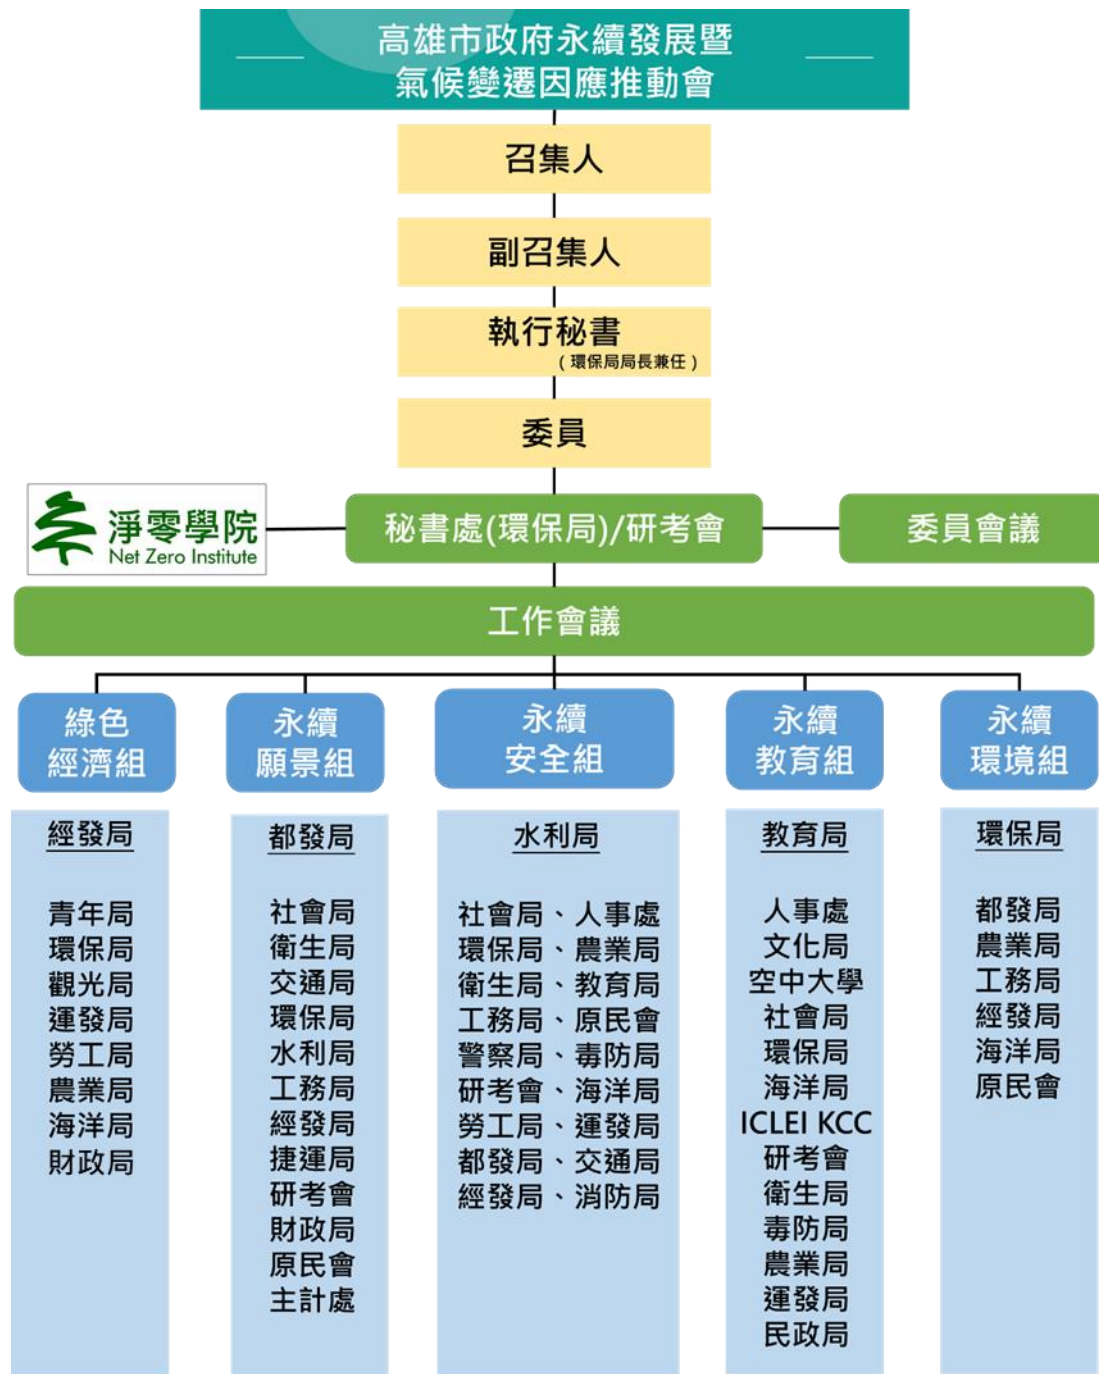 高雄市政府永續發展暨
氣候變遷因應推動會
召集人
副召集人
執行秘書
(環保局局長兼任)
委員
淨零學院
Net Zero Institute
秘書處(環保局)/研考會
委員會議
工作會議
綠色
經濟組
經發局
青年局
環保局
觀光局
運發局
勞工局
農業局
海洋局
財政局
永續
願景組
都發局
社會局
衛生局
交通局
環保局
水利局
工務局
經發局
捷運局
研考會
財政局
原民會
主計處
永續
安全組
水利局
社會局、人事處
環保局、農業局
衛生局、教育局
工務局、原民會
警察局、毒防局
研考會、海洋局
勞工局、運發局
都發局、交通局
經發局、消防局
永續
教育組
教育局
人事處
文化局
空中大學
社會局
環保局
海洋局
ICLEI KCC
研考會
衛生局
毒防局
農業局
運發局
民政局
永續
環境組
環保局
都發局
農業局
工務局
經發局
海洋局
原民會